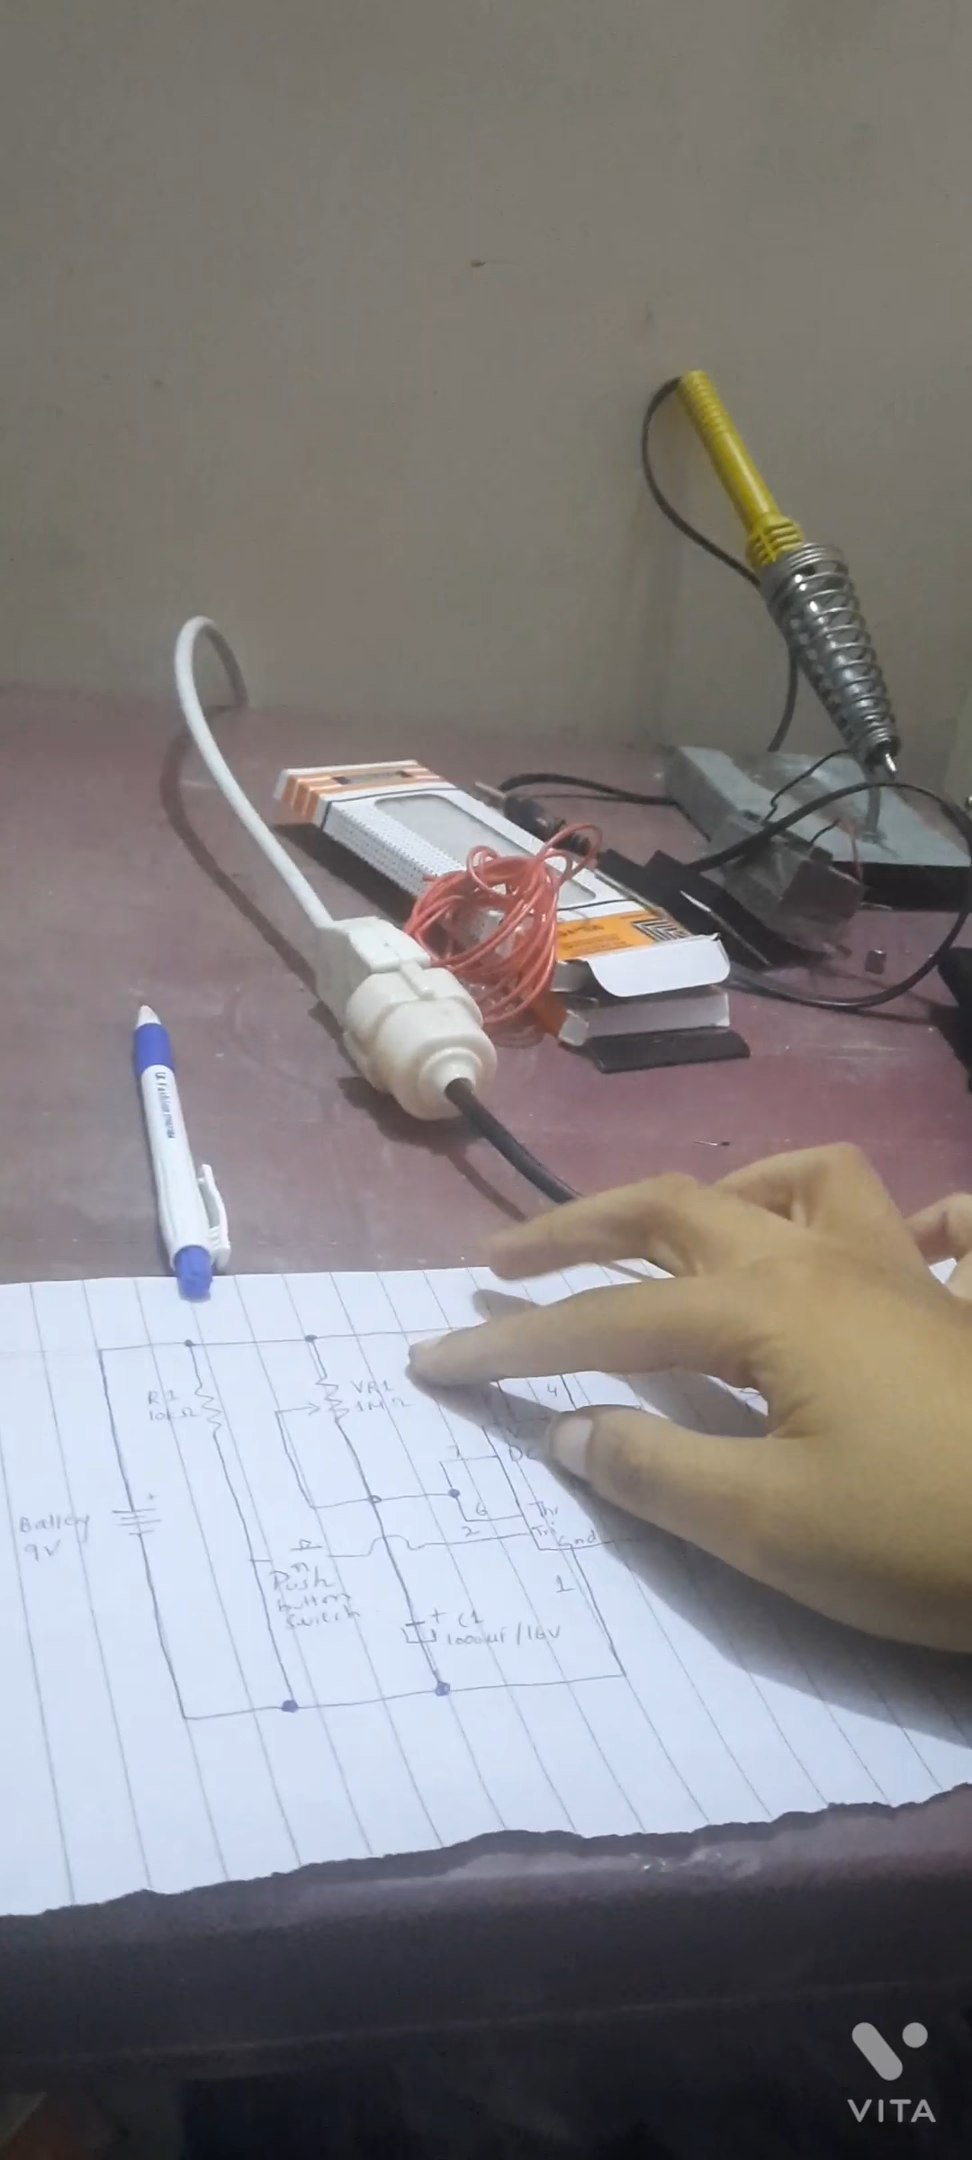 R1
10kΩ
VR1
1MΩ
4
7
6
2
Thr
Tri
Gnd
1
Battery
9V
+
Push
button
Switch
+ C1
1000uf/16V
VITA